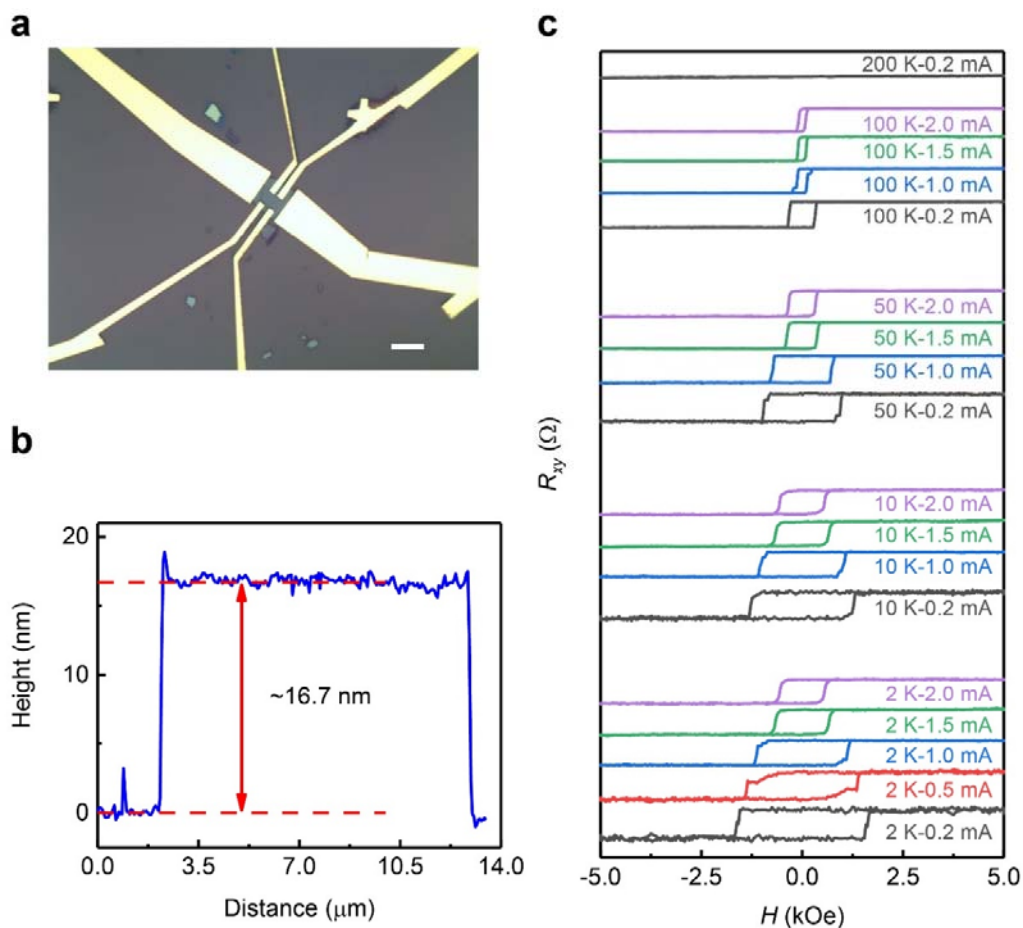 a
b
20
10
0
Height (nm)
~16.7 nm
0.0 3.5 7.0 10.5 14.0
Distance (μm)
c
200 K-0.2 mA
100 K-2.0 mA
100 K-1.5 mA
100 K-1.0 mA
100 K-0.2 mA
50 K-2.0 mA
50 K-1.5 mA
50 K-1.0 mA
50 K-0.2 mA
10 K-2.0 mA
10 K-1.5 mA
10 K-1.0 mA
10 K-0.2 mA
2 K-2.0 mA
2 K-1.5 mA
2 K-1.0 mA
2 K-0.5 mA
2 K-0.2 mA
Rxy (Ω)
-5.0 -2.5 0.0 2.5 5.0
H (kOe)